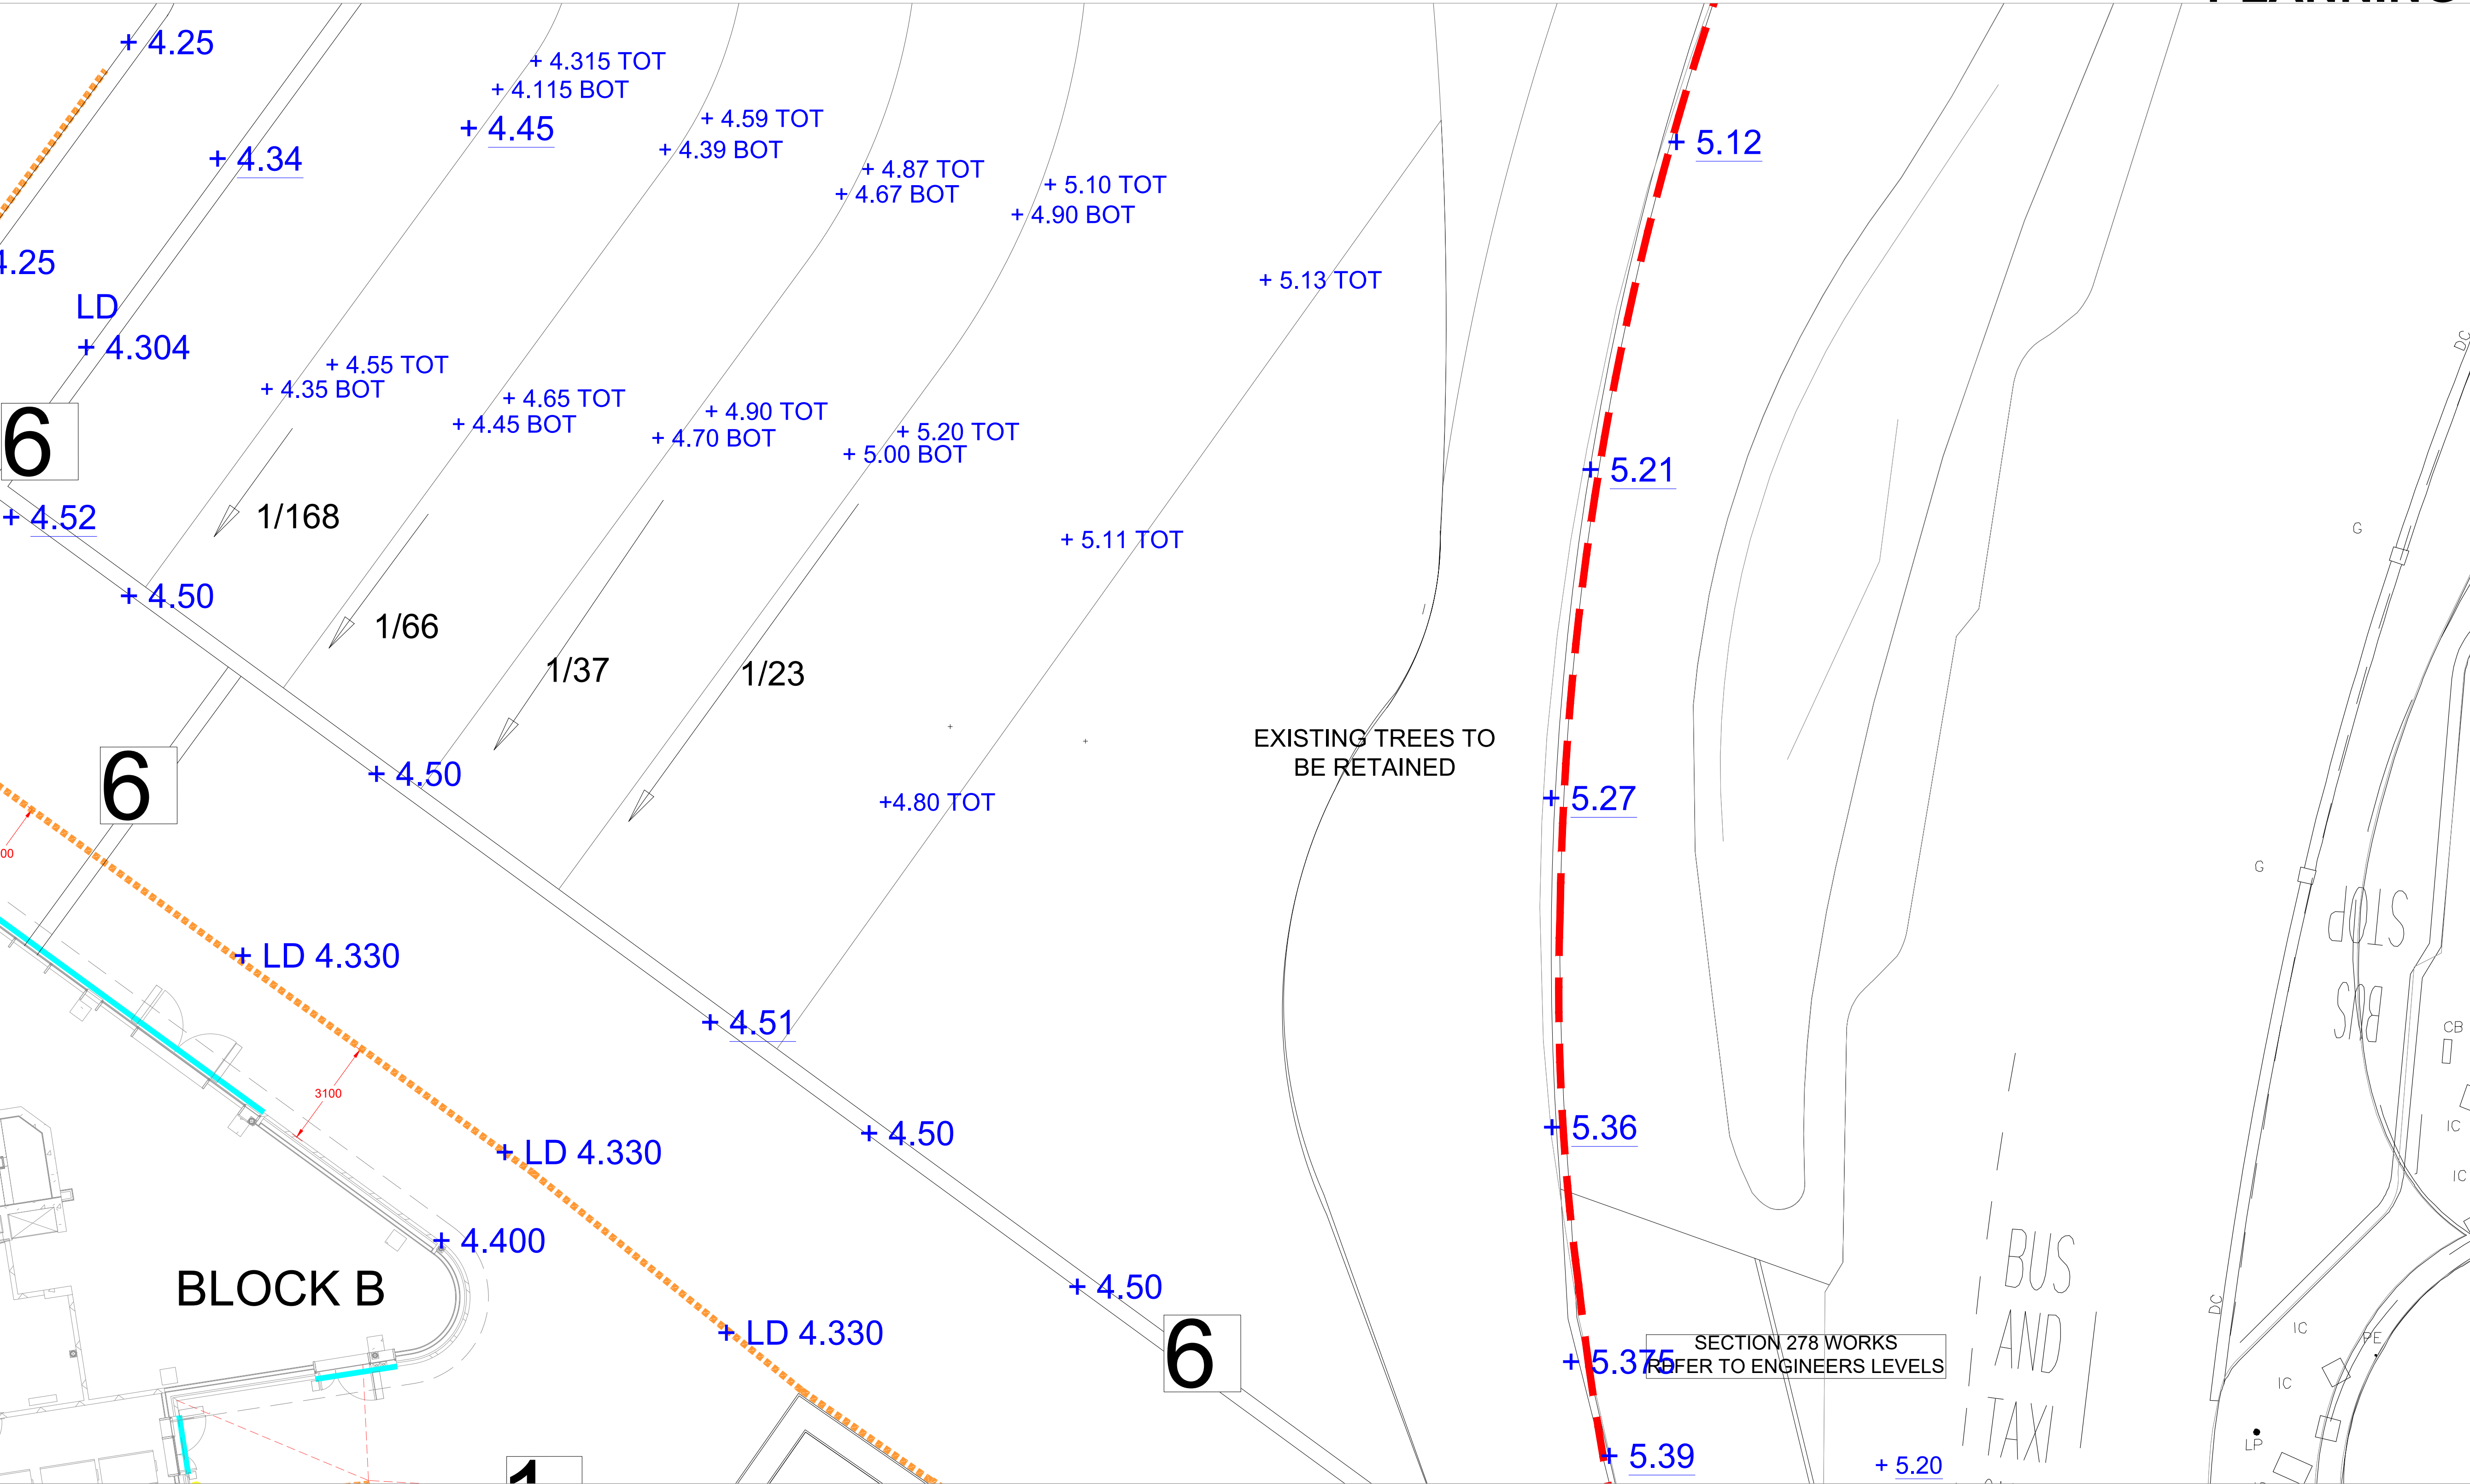 + 4.25
+ 4.315 TOT
+ 4.115 BOT
+ 4.45
+ 4.59 TOT
+ 4.39 BOT
+ 4.34
+ 4.87 TOT
+ 4.67 BOT
+ 5.10 TOT
+ 4.90 BOT
+ 5.12
4.25
+ 5.13 TOT
LD
+ 4.304
+ 4.55 TOT
+ 4.35 BOT
+ 4.65 TOT
+ 4.45 BOT
+ 4.90 TOT
+ 4.70 BOT
+ 5.20 TOT
+ 5.00 BOT
DC
6
+ 5.21
+ 4.52
1/168
+ 5.11 TOT
G
+ 4.50
1/66
1/37
1/23
EXISTING TREES TO
BE RETAINED
6
+ 4.50
+4.80 TOT
+ 5.27
00
G
BUS
STOP
+ LD 4.330
+ 4.51
CB
3100
+ 4.50
+ 5.36
IC
+ LD 4.330
IC
+ 4.400
BLOCK B
+ 4.50
BUS
AND
TAXI
DC
+ LD 4.330
6
IC
PE
SECTION 278 WORKS
REFER TO ENGINEERS LEVELS
+ 5.375
IC
LP
+ 5.39
+ 5.20
1